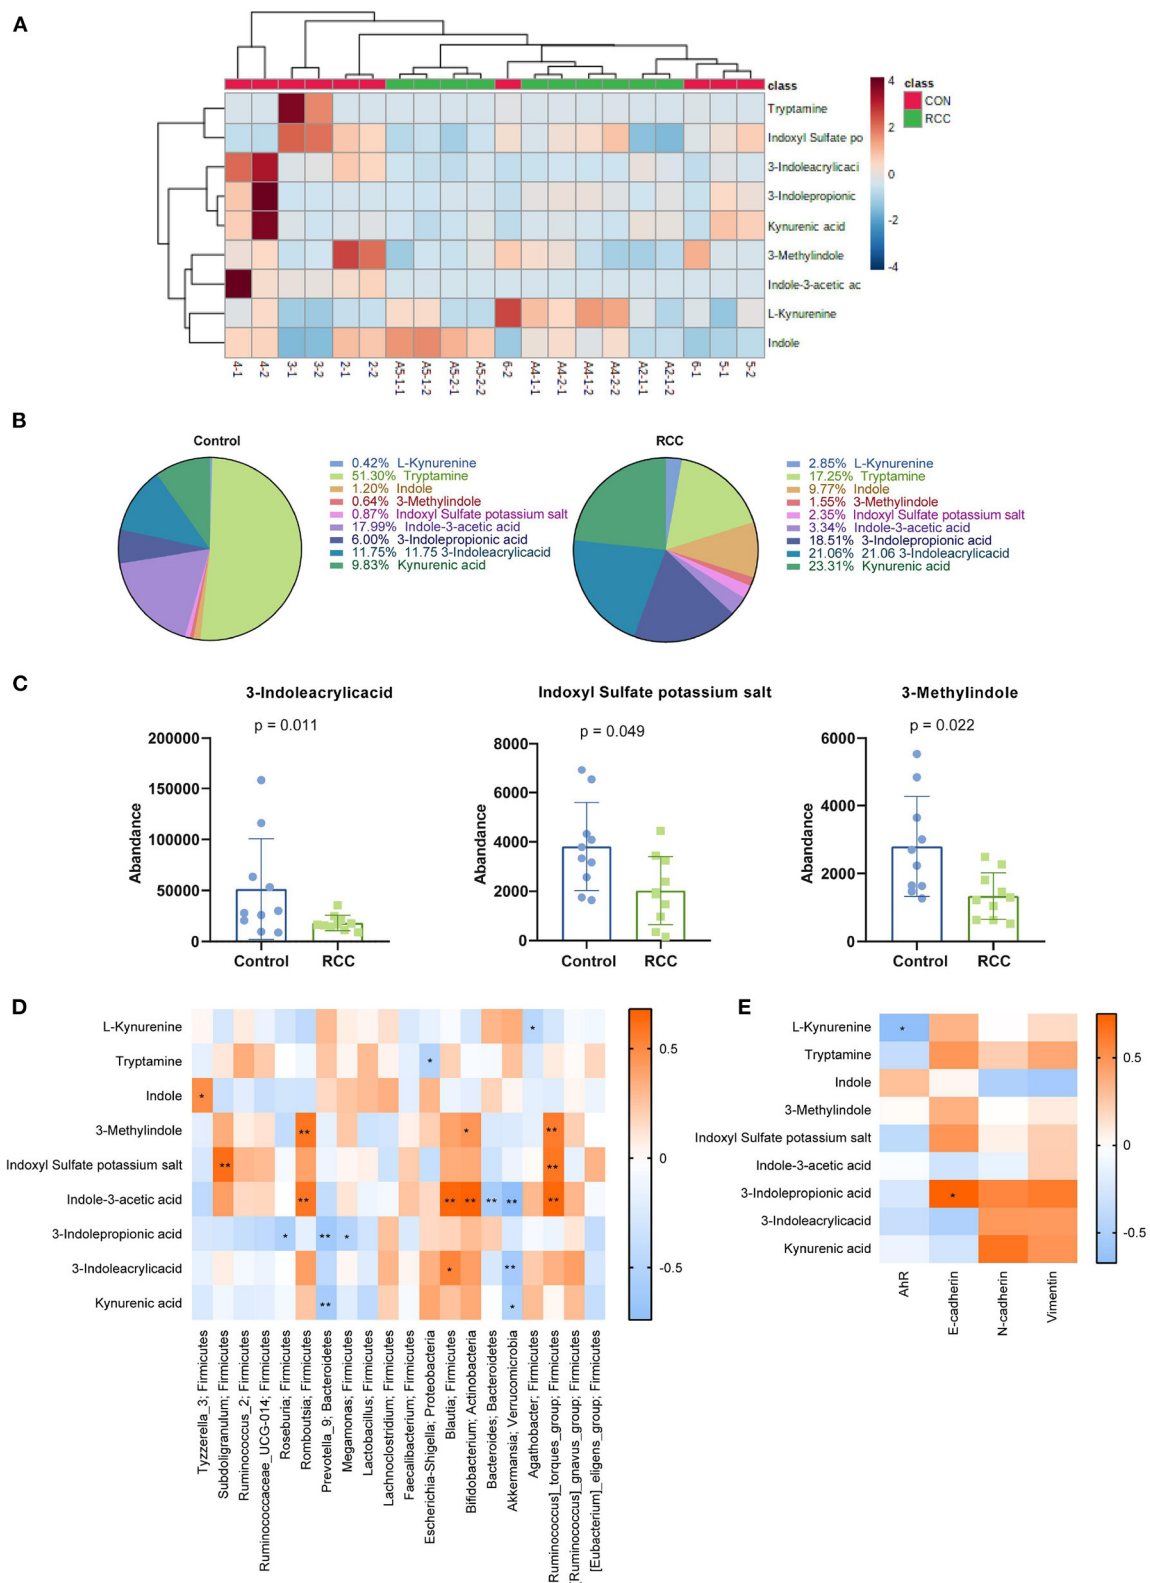 A
class
Tryptamine
Indoxyl Sulfate po
3-Indoleacrylicaci
3-Indolepropionic
Kynurenic acid
3-Methylindole
Indole-3-acetic ac
L-Kynurenine
Indole
4-1 4-2 3-1 3-2 2-1 2-2 A5-1-1 A5-1-2 A5-2-1 A5-2-2 6-2 A4-1-1 A4-2-1 A4-1-2 A4-2-2 A2-1-1 A2-1-2 6-1 5-1 5-2
4
2
0
-2
-4
class
CON
RCC
B
Control
0.42% L-Kynurenine
51.30% Tryptamine
1.20% Indole
0.64% 3-Methylindole
0.87% Indoxyl Sulfate potassium salt
17.99% Indole-3-acetic acid
6.00% 3-Indolepropionic acid
11.75% 11.75 3-Indoleacrylicacid
9.83% Kynurenic acid
RCC
2.85% L-Kynurenine
17.25% Tryptamine
9.77% Indole
1.55% 3-Methylindole
2.35% Indoxyl Sulfate potassium salt
3.34% Indole-3-acetic acid
18.51% 3-Indolepropionic acid
21.06% 21.06 3-Indoleacrylicacid
23.31% Kynurenic acid
C
3-Indoleacrylicacid
p = 0.011
Abandance
200000
150000
100000
50000
0
Control RCC
Indoxyl Sulfate potassium salt
p = 0.049
Abandance
8000
6000
4000
2000
0
Control RCC
3-Methylindole
p = 0.022
Abandance
6000
4000
2000
0
Control RCC
D
L-Kynurenine
Tryptamine
Indole
3-Methylindole
Indoxyl Sulfate potassium salt
Indole-3-acetic acid
3-Indolepropionic acid
3-Indoleacrylicacid
Kynurenic acid
*
*
*
** * **
** **
** ** ** ** ** **
* ** *
* **
** *
0.5
0
-0.5
Tyzzerella_3; Firmicutes
Subdoligranulum; Firmicutes
Ruminococcus_2; Firmicutes
Ruminococcaceae_UCG-014; Firmicutes
Roseburia; Firmicutes
Romboutsia; Firmicutes
Prevotella_9; Bacteroidetes
Megamonas; Firmicutes
Lactobacillus; Firmicutes
Lachnoclostridium; Firmicutes
Faecalibacterium; Firmicutes
Escherichia-Shigella; Proteobacteria
Blautia; Firmicutes
Bifidobacterium; Actinobacteria
Bacteroides; Bacteroidetes
Akkermansia; Verrucomicrobia
Agathobacter; Firmicutes
Ruminococcus]_torques_group; Firmicutes
[Ruminococcus]_gnavus_group; Firmicutes
[Eubacterium]_eligens_group; Firmicutes
E
L-Kynurenine
Tryptamine
Indole
3-Methylindole
Indoxyl Sulfate potassium salt
Indole-3-acetic acid
3-Indolepropionic acid
3-Indoleacrylicacid
Kynurenic acid
*
*
0.5
0
-0.5
AhR
E-cadherin
N-cadherin
Vimentin